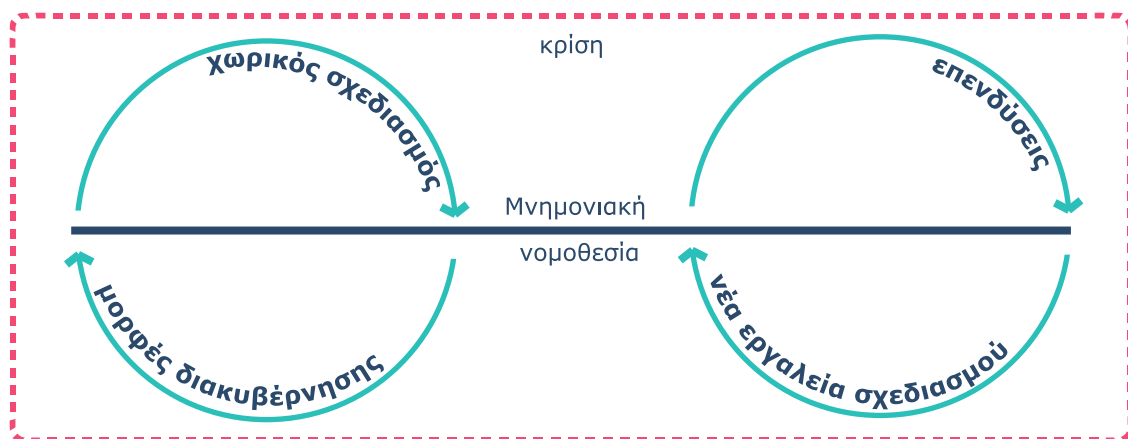 κρίση
χωρικός σχεδιασμός
επενδύσεις
Μνημονιακή
νομοθεσία
μορφές διακυβέρνησης
νέα εργαλεία σχεδιασμού